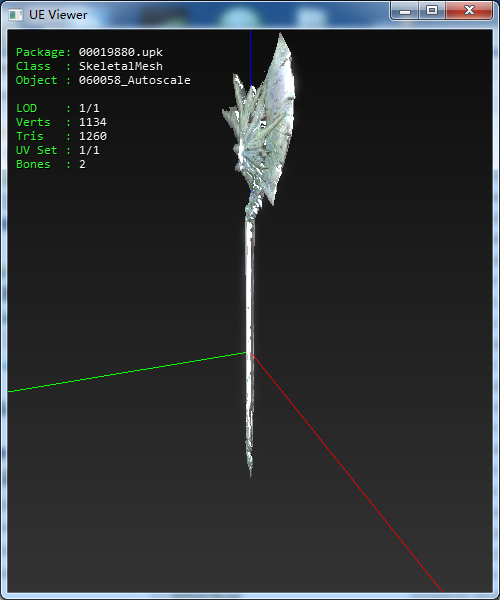 UE Viewer
Package: 00019880.upk
Class  : SkeletalMesh
Object : 060058_Autoscale
LOD    : 1/1
Verts  : 1134
Tris   : 1260
UV Set : 1/1
Bones  : 2